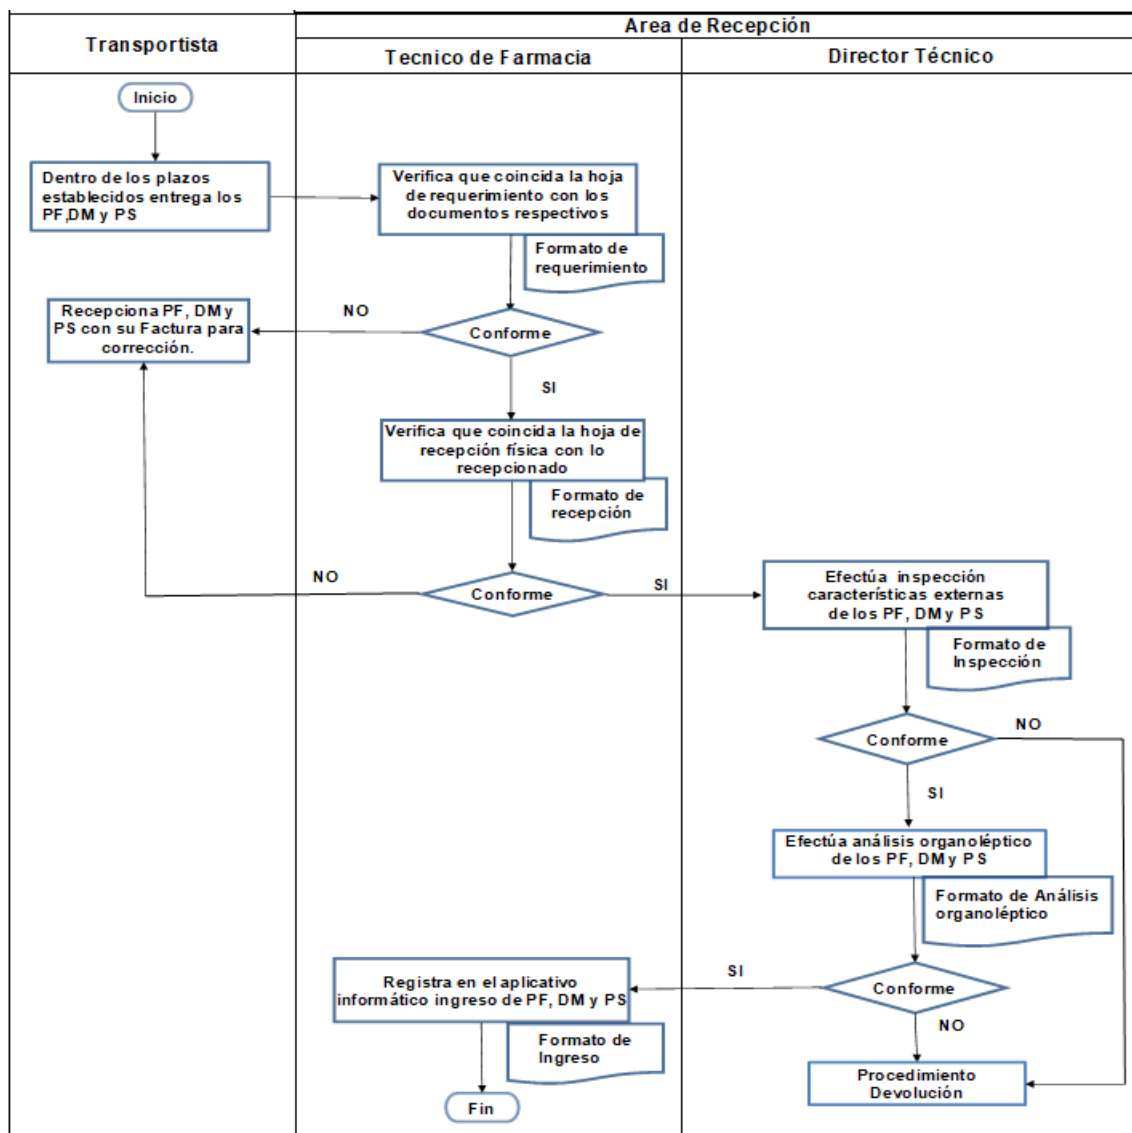 Transportista
Area de Recepción
Tecnico de Farmacia
Director Técnico
Inicio
Dentro de los plazos
establecidos entrega los
PF,DM y PS
Verifica que coincida la hoja
de requerimiento con los
documentos respectivos
Formato de
requerimiento
Recepciona PF, DM y
PS con su Factura para
corrección.
NO
Conforme
SI
Verifica que coincida la hoja de
recepción física con lo
recepcionado
Formato de
recepción
NO
Conforme
SI
Efectúa inspección
características externas
de los PF, DM y PS
Formato de
Inspección
Conforme
NO
SI
Efectúa análisis organoléptico
de los PF, DM y PS
Formato de Análisis
organoléptico
Registra en el aplicativo
informático ingreso de PF, DM y PS
SI
Conforme
NO
Formato de
Ingreso
Procedimiento
Devolución
Fin